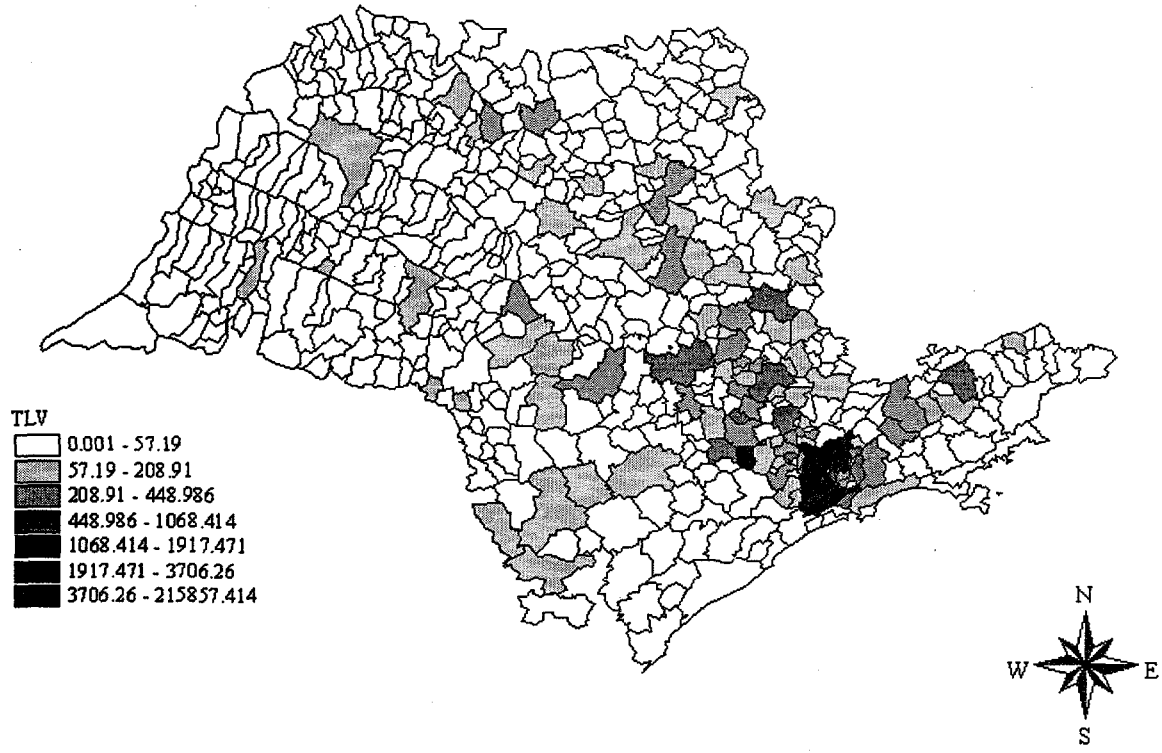 TLV
0.001 - 57.19
57.19 - 208.91
208.91 - 448.986
448.986 - 1068.414
1068.414 - 1917.471
1917.471 - 3706.26
3706.26 - 215857.414
N
W E
S